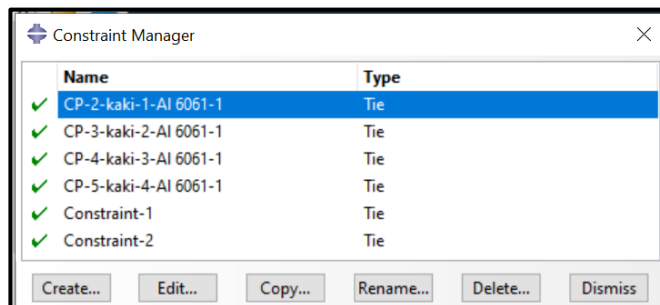 Constraint Manager
Name Type
CP-2-kaki-1-Al 6061-1 Tie
CP-3-kaki-2-Al 6061-1 Tie
CP-4-kaki-3-Al 6061-1 Tie
CP-5-kaki-4-Al 6061-1 Tie
Constraint-1 Tie
Constraint-2 Tie
Create... Edit... Copy... Rename... Delete... Dismiss